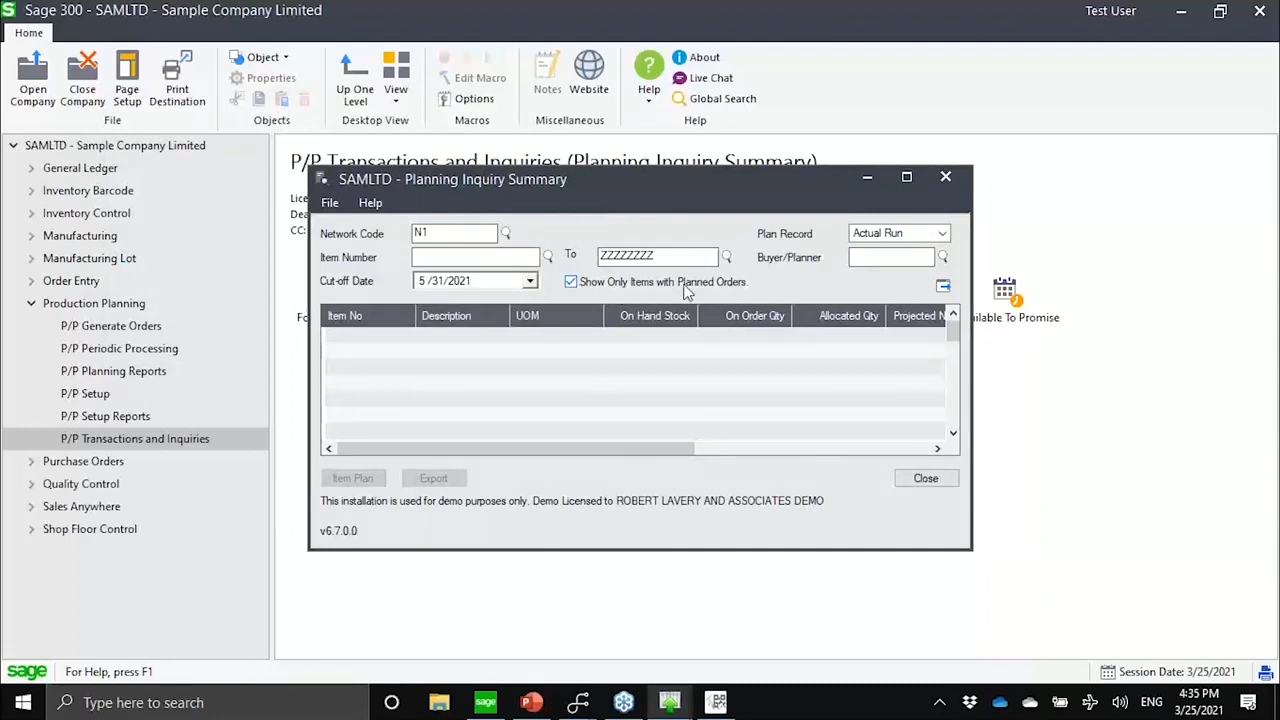 Sage 300 - SAMLTD - Sample Company Limited
Test User
Home
Open Company
Close Company
Page Setup
Print Destination
File
Object
Properties
Objects
Up One Level
View
Desktop View
Edit Macro
Options
Macros
Notes
Website
Miscellaneous
Help
About
Live Chat
Global Search
Help
SAMLTD - Sample Company Limited
General Ledger
Inventory Barcode
Inventory Control
Manufacturing
Manufacturing Lot
Order Entry
Production Planning
P/P Generate Orders
P/P Periodic Processing
P/P Planning Reports
P/P Setup
P/P Setup Reports
P/P Transactions and Inquiries
Purchase Orders
Quality Control
Sales Anywhere
Shop Floor Control
P/P Transactions and Inquiries (Planning Inquiry Summary)
CC:
ilable To Promise
SAMLTD - Planning Inquiry Summary
File Help
Network Code N1 Plan Record Actual Run
Item Number To ZZZZZZZZ Buyer/Planner
Cut-off Date 5 /31/2021 Show Only Items with Planned Orders.
Item No Description UOM On Hand Stock On Order Qty Allocated Qty Projected N
Item Plan Export Close
This installation is used for demo purposes only. Demo Licensed to ROBERT LAVERY AND ASSOCIATES DEMO
v6.7.0.0
sage For Help, press F1 Session Date: 3/25/2021
Type here to search
sage
ENG
4:35 PM
3/25/2021